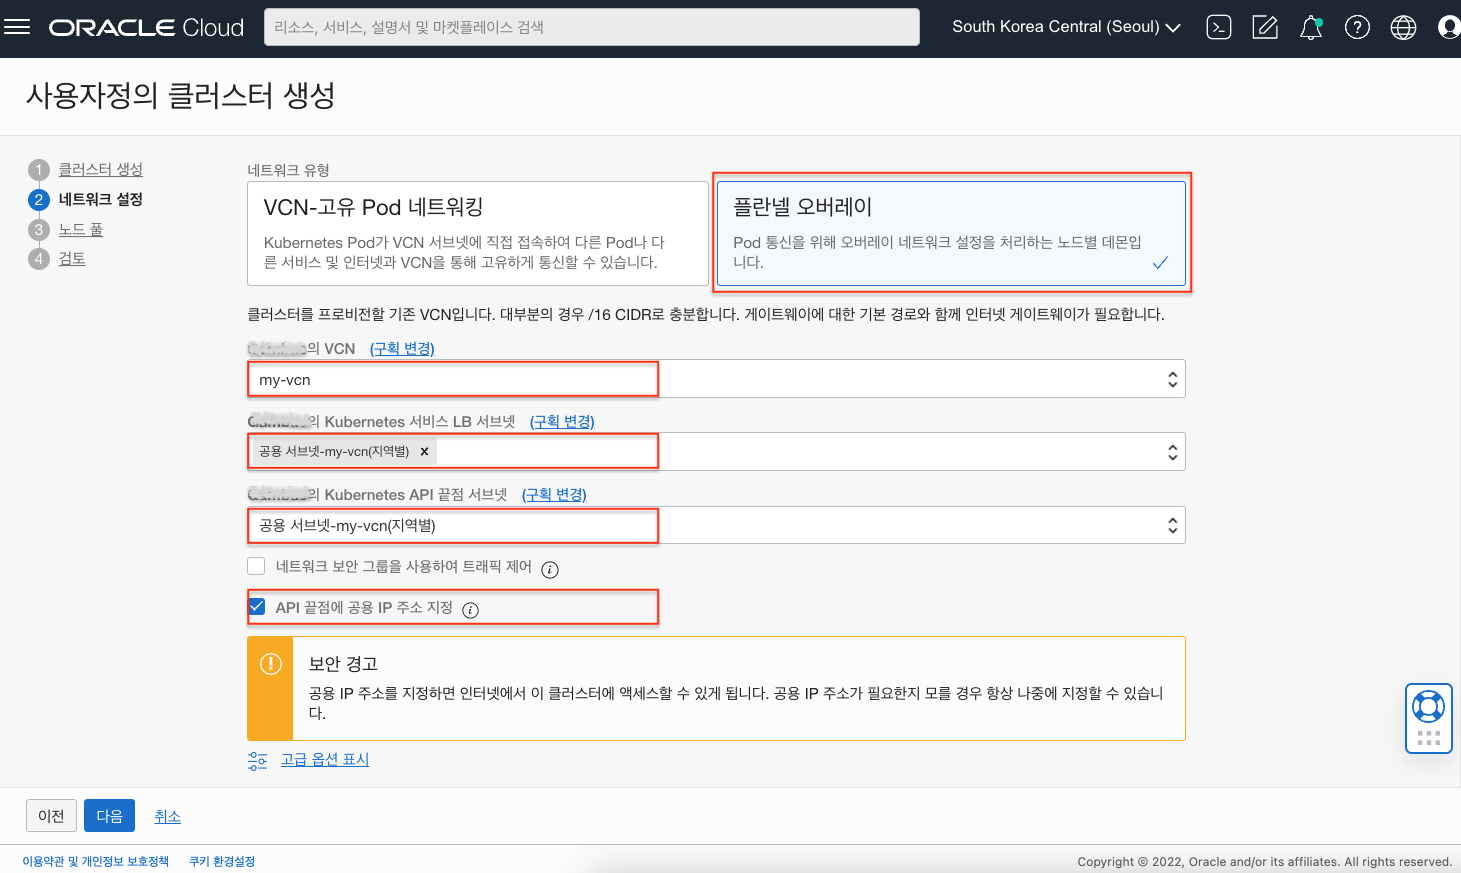 ORACLE Cloud
리소스, 서비스, 설명서 및 마켓플레이스 검색
South Korea Central (Seoul)
사용자정의 클러스터 생성
1 클러스터 생성
2 네트워크 설정
3 노드 풀
4 검토
네트워크 유형
VCN-고유 Pod 네트워킹
Kubernetes Pod가 VCN 서브넷에 직접 접속하여 다른 Pod나 다
른 서비스 및 인터넷과 VCN을 통해 고유하게 통신할 수 있습니다.
플란넬 오버레이
Pod 통신을 위해 오버레이 네트워크 설정을 처리하는 노드별 데몬입
니다.
클러스터를 프로비전할 기존 VCN입니다. 대부분의 경우 /16 CIDR로 충분합니다. 게이트웨이에 대한 기본 경로와 함께 인터넷 게이트웨이가 필요합니다.
의 VCN (구획 변경)
my-vcn
의 Kubernetes 서비스 LB 서브넷 (구획 변경)
공용 서브넷-my-vcn(지역별) ×
의 Kubernetes API 끝점 서브넷 (구획 변경)
공용 서브넷-my-vcn(지역별)
네트워크 보안 그룹을 사용하여 트래픽 제어
API 끝점에 공용 IP 주소 지정
보안 경고
공용 IP 주소를 지정하면 인터넷에서 이 클러스터에 액세스할 수 있게 됩니다. 공용 IP 주소가 필요한지 모를 경우 항상 나중에 지정할 수 있습니
다.
고급 옵션 표시
이전 다음 취소
이용약관 및 개인정보 보호정책 쿠키 환경설정
Copyright © 2022, Oracle and/or its affiliates. All rights reserved.